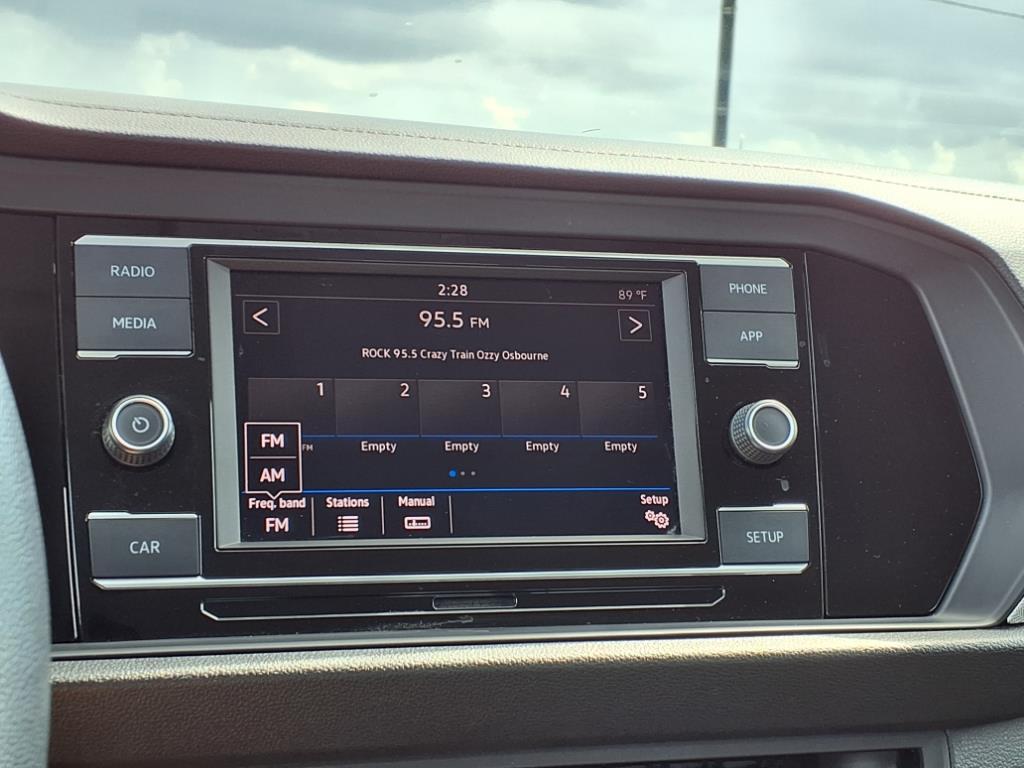 RADIO
MEDIA
CAR
2:28
89 °F
<
95.5 FM
>
ROCK 95.5 Crazy Train Ozzy Osbourne
1 2 3 4 5
FM Empty Empty Empty Empty
FM
AM
Freq. band Stations Manual Setup
FM
PHONE
APP
SETUP